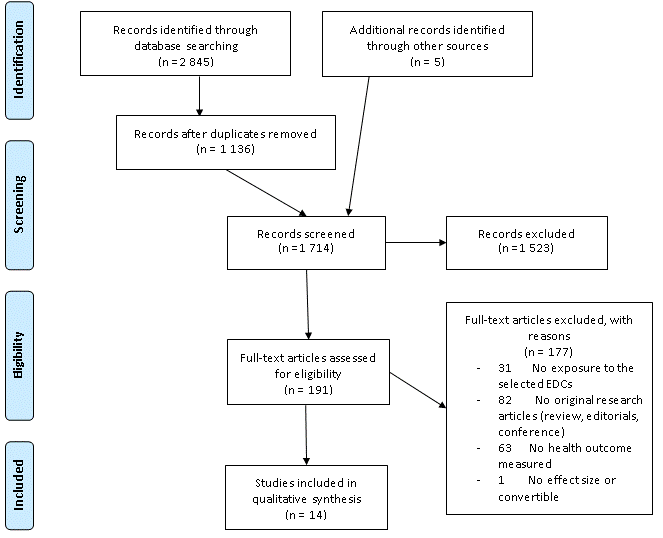 Identification
Records identified through
database searching
(n = 2 845)
Additional records identified
through other sources
(n = 5)
Records after duplicates removed
(n = 1 136)
Screening
Records screened
(n = 1 714)
Records excluded
(n = 1 523)
Eligibility
Full-text articles assessed
for eligibility
(n = 191)
Full-text articles excluded, with
reasons
(n = 177)
- 31 No exposure to the
selected EDCs
- 82 No original research
articles (review, editorials,
conference)
- 63 No health outcome
measured
- 1 No effect size or
convertible
Included
Studies included in
qualitative synthesis
n = 14)